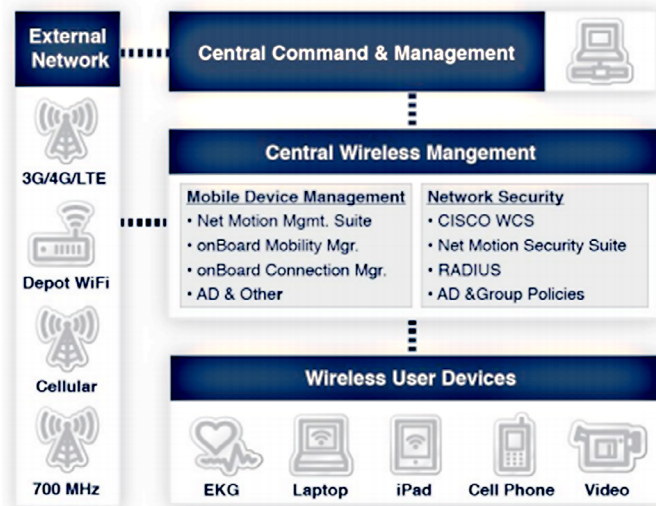 External
Network
Central Command & Management
3G/4G/LTE
Depot WiFi
Cellular
700 MHz
Central Wireless Mangement
Mobile Device Management
• Net Motion Mgmt. Suite
• onBoard Mobility Mgr.
• onBoard Connection Mgr.
• AD & Other
Network Security
• CISCO WCS
• Net Motion Security Suite
• RADIUS
• AD &Group Policies
Wireless User Devices
EKG
Laptop
iPad
Cell Phone
Video